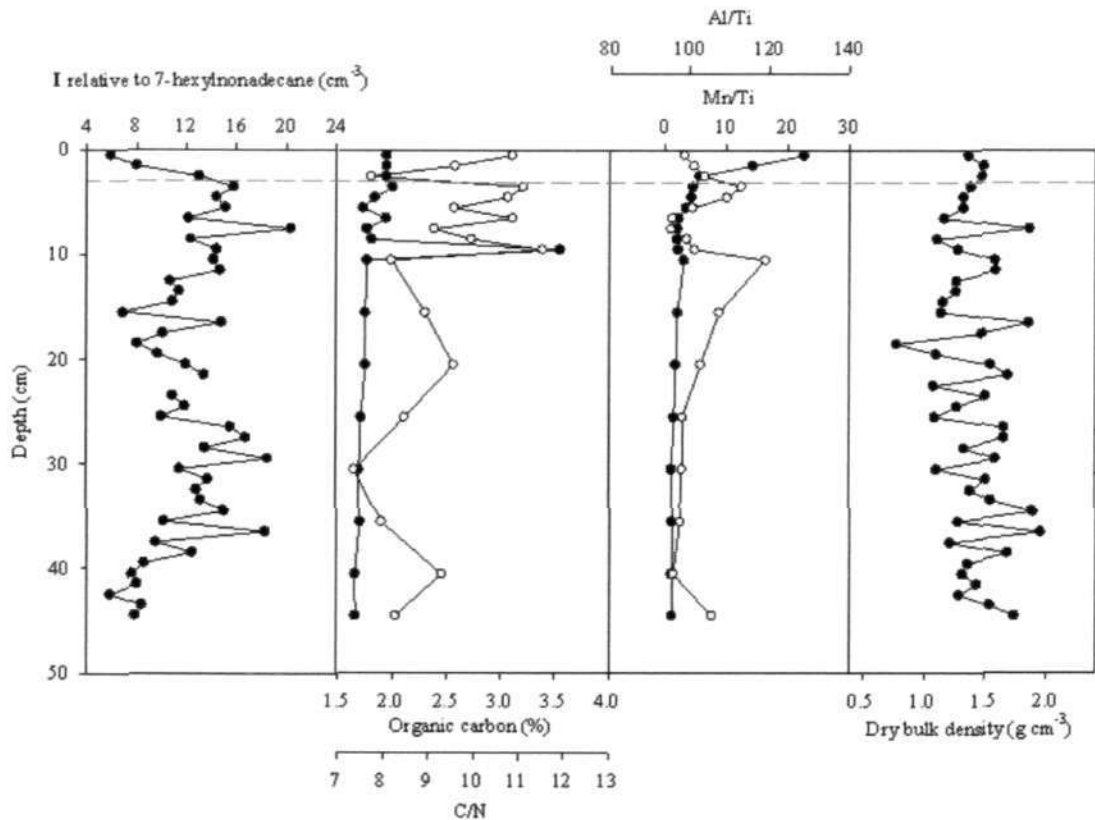 Al/Ti
80 100 120 140
I relative to 7-hexylnonadecane (cm⁻³)
Mn/Ti
4 8 12 16 20 24
0 10 20 30
0
10
20
30
40
50
Depth (cm)
1.5 2.0 2.5 3.0 3.5 4.0
0.5 1.0 1.5 2.0
Organic carbon (%)
Dry bulk density (g cm⁻³)
7 8 9 10 11 12 13
C/N